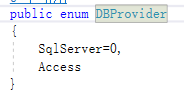 public enum DBProvider
{
SqlServer=0,
Access
}